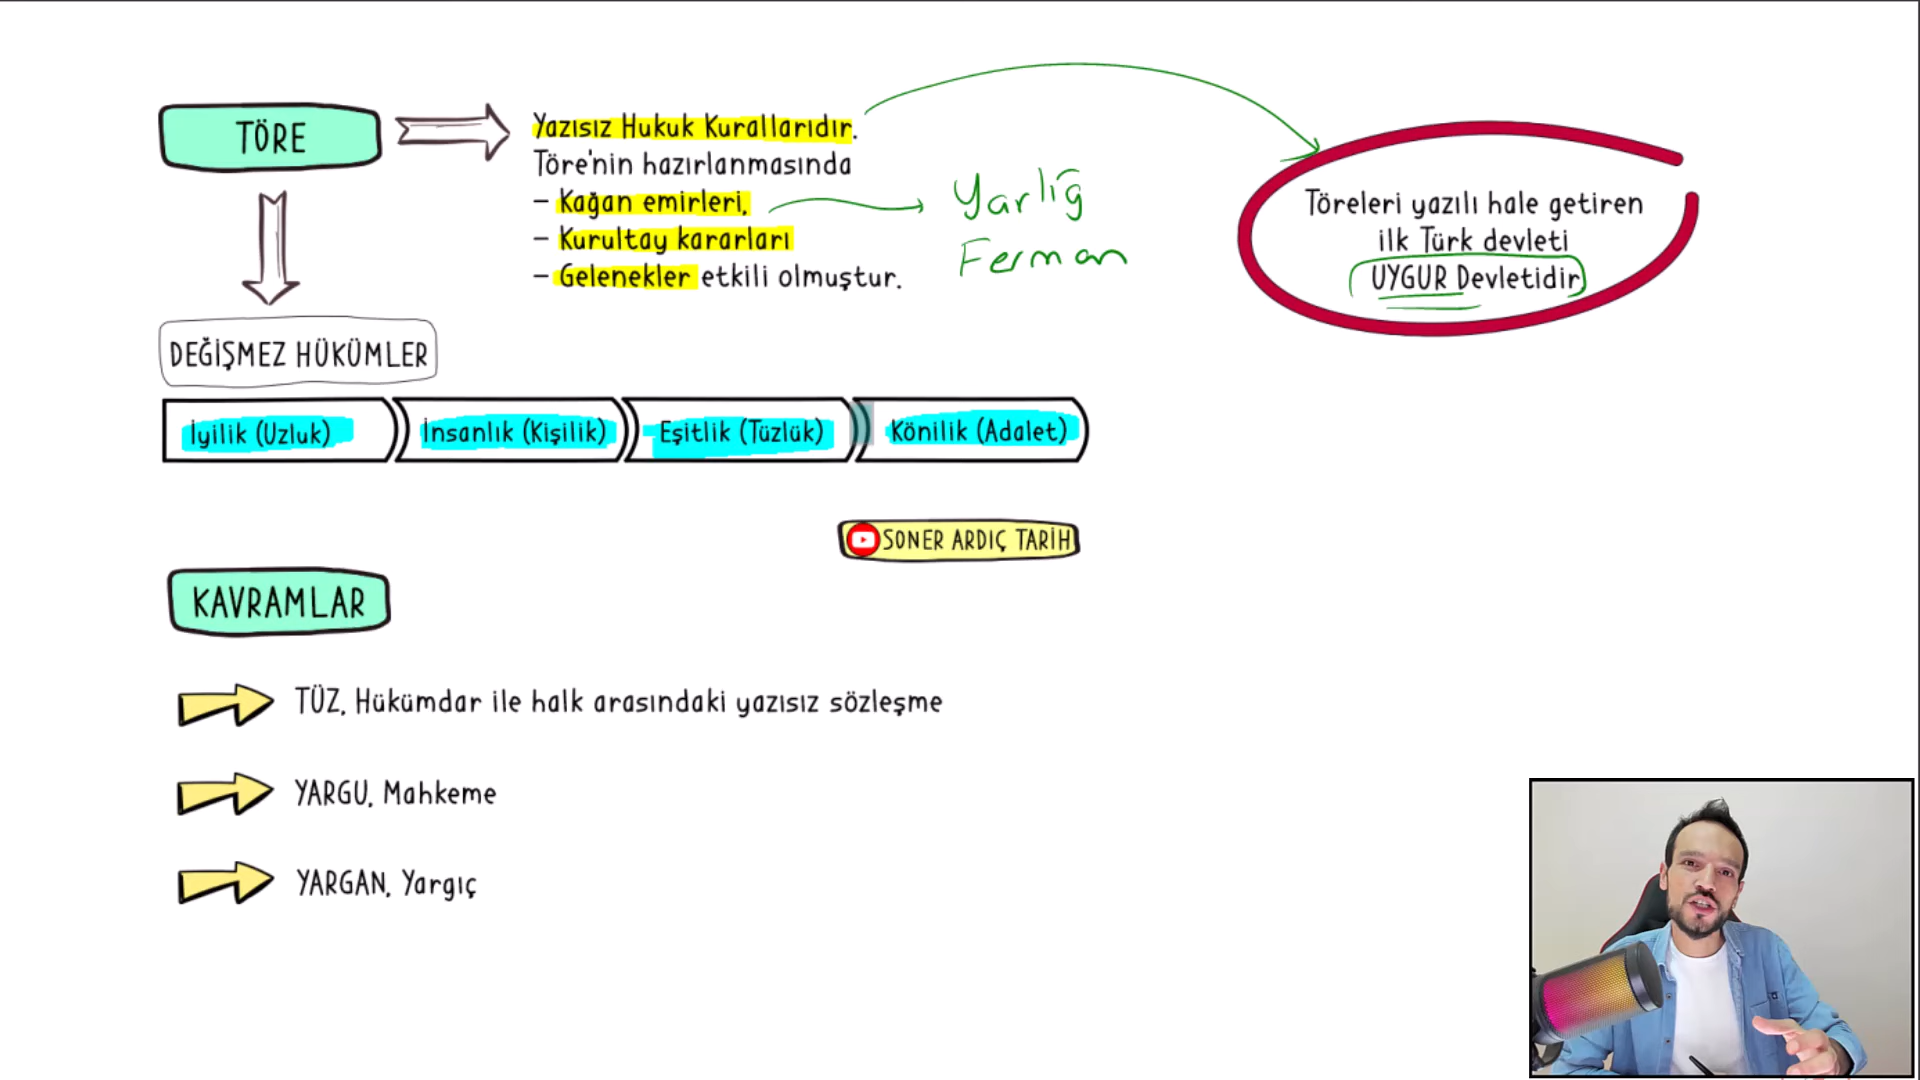 TÖRE
Yazısız Hukuk Kurallarıdır.
Töre'nin hazırlanmasında
- Kağan emirleri,
- Kurultay kararları
- Gelenekler etkili olmuştur.
Yarlığ
Ferman
Töreleri yazılı hale getiren
ilk Türk devleti
UYGUR Devletidir
DEĞİŞMEZ HÜKÜMLER
İyilik (Uzluk)
İnsanlık (Kişilik)
Eşitlik (Tüzlük)
Könilik (Adalet)
SONER ARDIÇ TARİH
KAVRAMLAR
TÜZ, Hükümdar ile halk arasındaki yazısız sözleşme
YARGU, Mahkeme
YARGAN, Yargıç